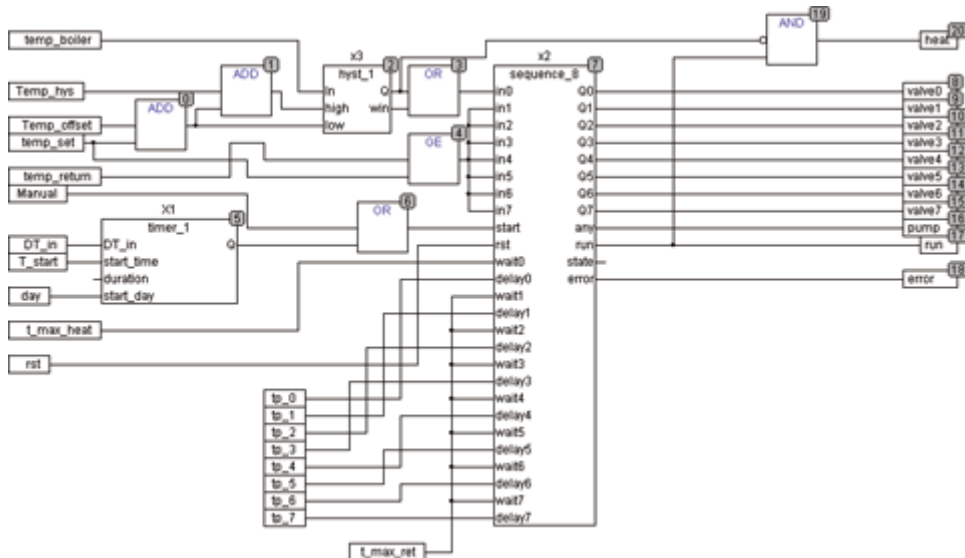 AND 19
temp_boiler heat 20
x3 x2
ADD 1 hyst_1 2 OR 3 sequence_8 7
Temp_hys In Q in0 Q0 valve0 8
ADD 0 high win in1 Q1 valve1 9
Temp_offset low in2 Q2 valve2 10
temp_set GE 4 in3 Q3 valve3 11
in4 Q4 valve4 12
temp_return in5 Q5 valve5 13
Manual in6 Q6 valve6 14
X1 OR 6 in7 Q7 valve7 15
timer_1 5 start any pump 16
DT_in DT_in Q rst run run 17
T_start start_time wait0 state
duration delay0 error error 18
day start_day wait1
delay1
t_max_heat wait2
delay2
rst wait3
delay3
tp_0 wait4
tp_1 delay4
tp_2 wait5
tp_3 delay5
tp_4 wait6
tp_5 delay6
tp_6 wait7
tp_7 delay7
t_max_ret